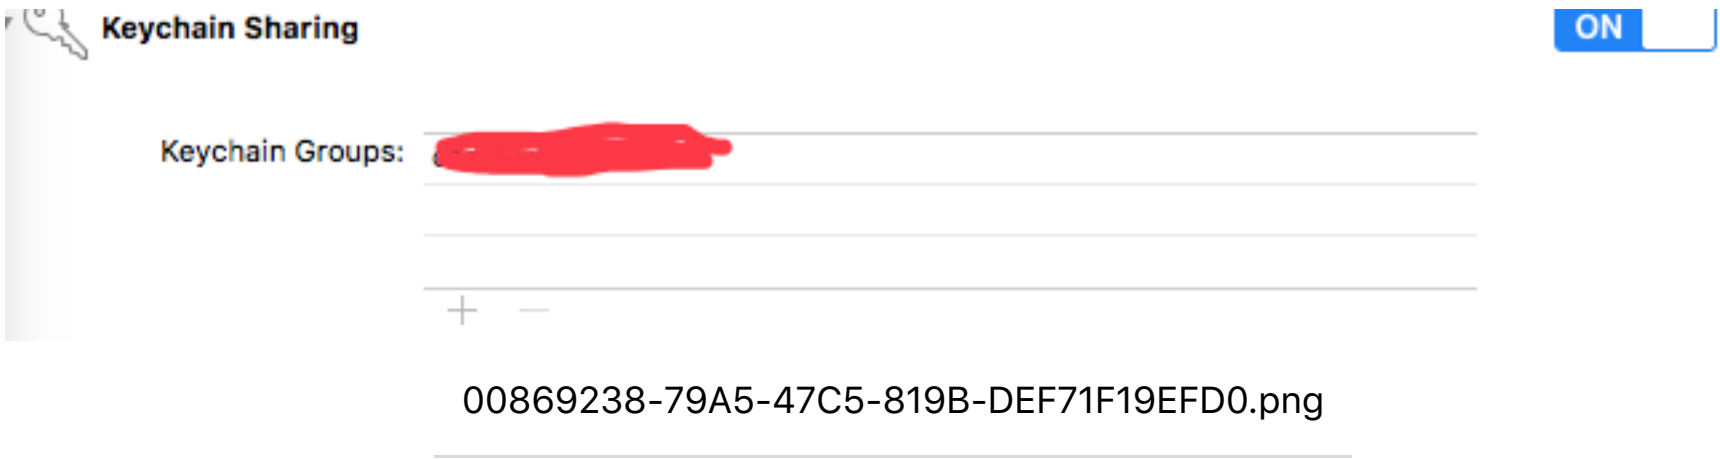 Keychain Sharing
ON
Keychain Groups:
00869238-79A5-47C5-819B-DEF71F19EFD0.png